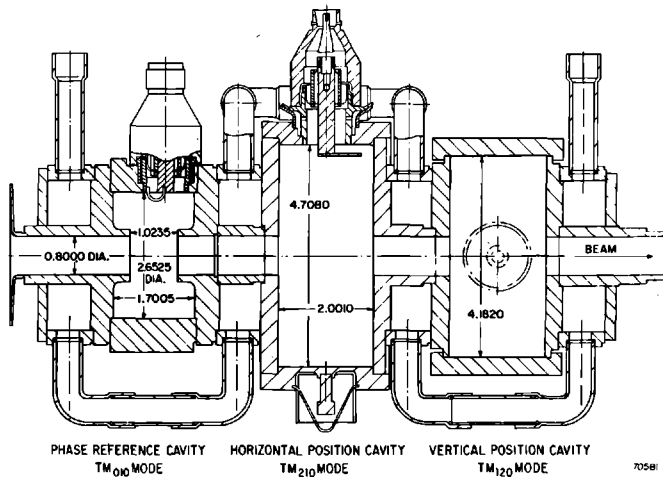 0.8000 DIA.
1.0235
2.6525
DIA.
1.7005
4.7080
2.0010
4.1820
BEAM
PHASE REFERENCE CAVITY
TM010 MODE
HORIZONTAL POSITION CAVITY
TM210 MODE
VERTICAL POSITION CAVITY
TM120 MODE
705B1